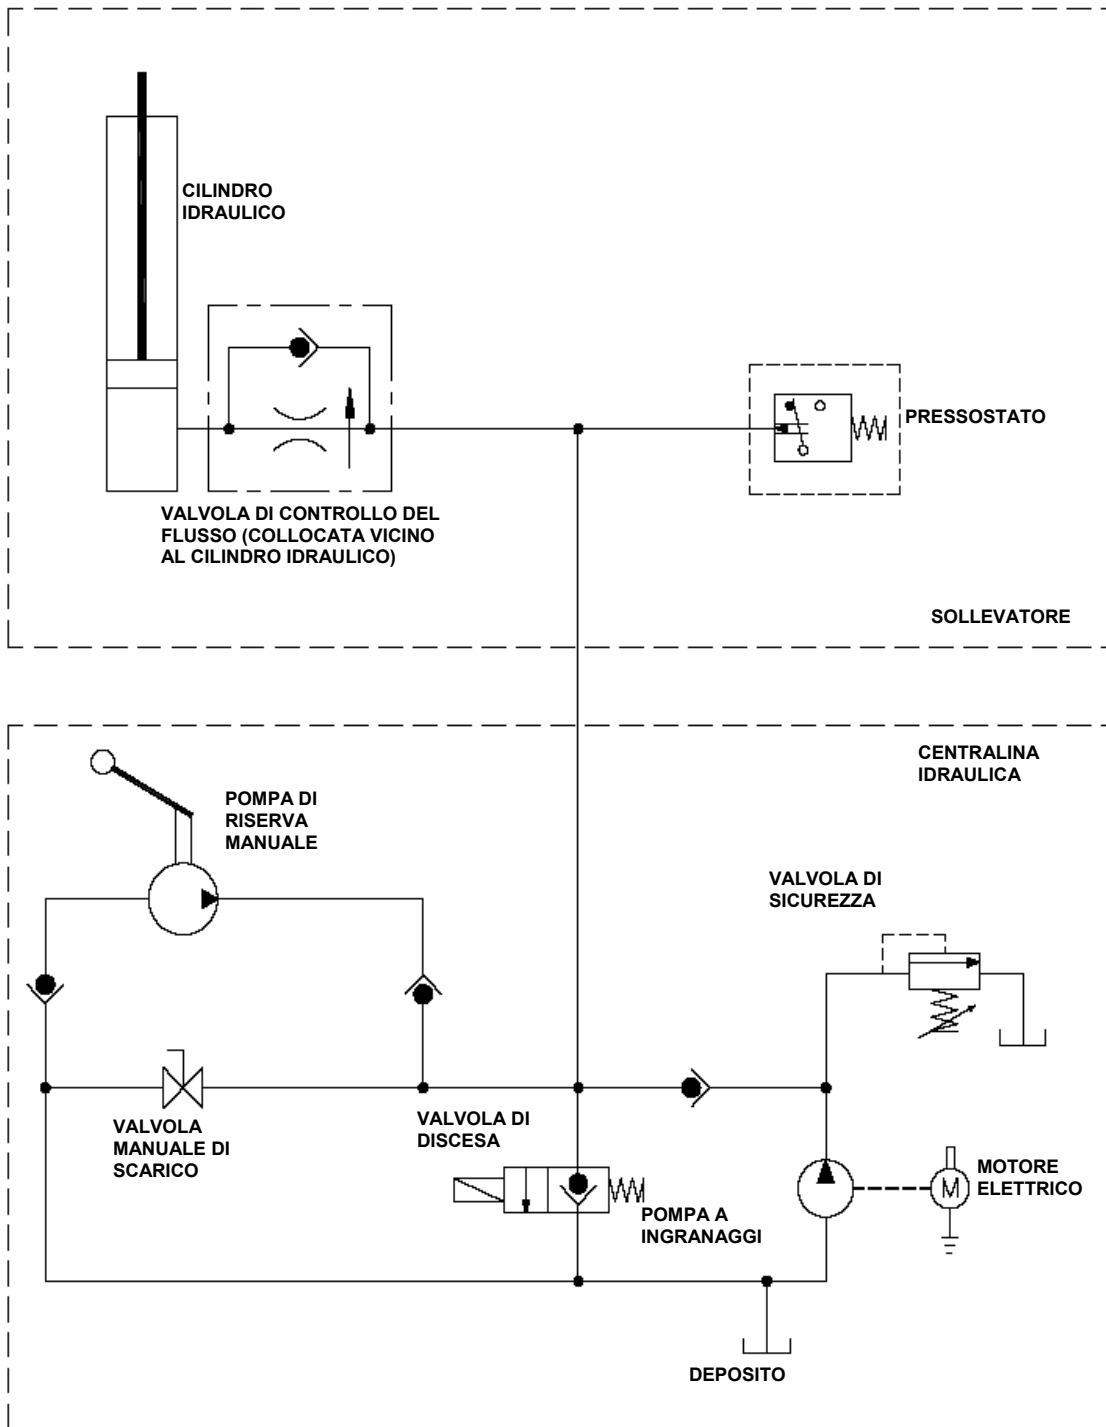 CILINDRO
IDRAULICO
PRESSOSTATO
VALVOLA DI CONTROLLO DEL
FLUSSO (COLLOCATA VICINO
AL CILINDRO IDRAULICO)
SOLLEVATORE
CENTRALINA
IDRAULICA
POMPA DI
RISERVA
MANUALE
VALVOLA DI
SICUREZZA
VALVOLA
MANUALE DI
SCARICO
VALVOLA DI
DISCESA
POMPA A
INGRANAGGI
M
MOTORE
ELETTRICO
DEPOSITO